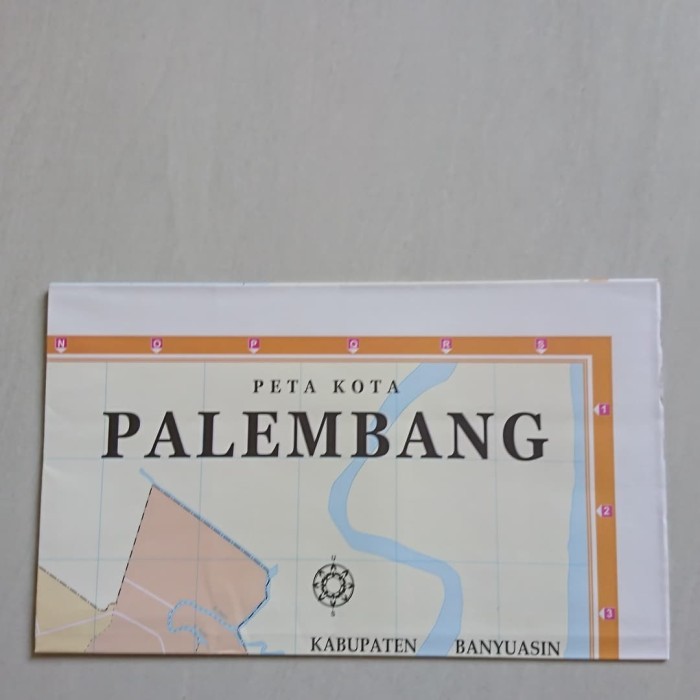 N O P Q R S
PETA KOTA
PALEMBANG
1
2
3
U
S
KABUPATEN BANYUASIN